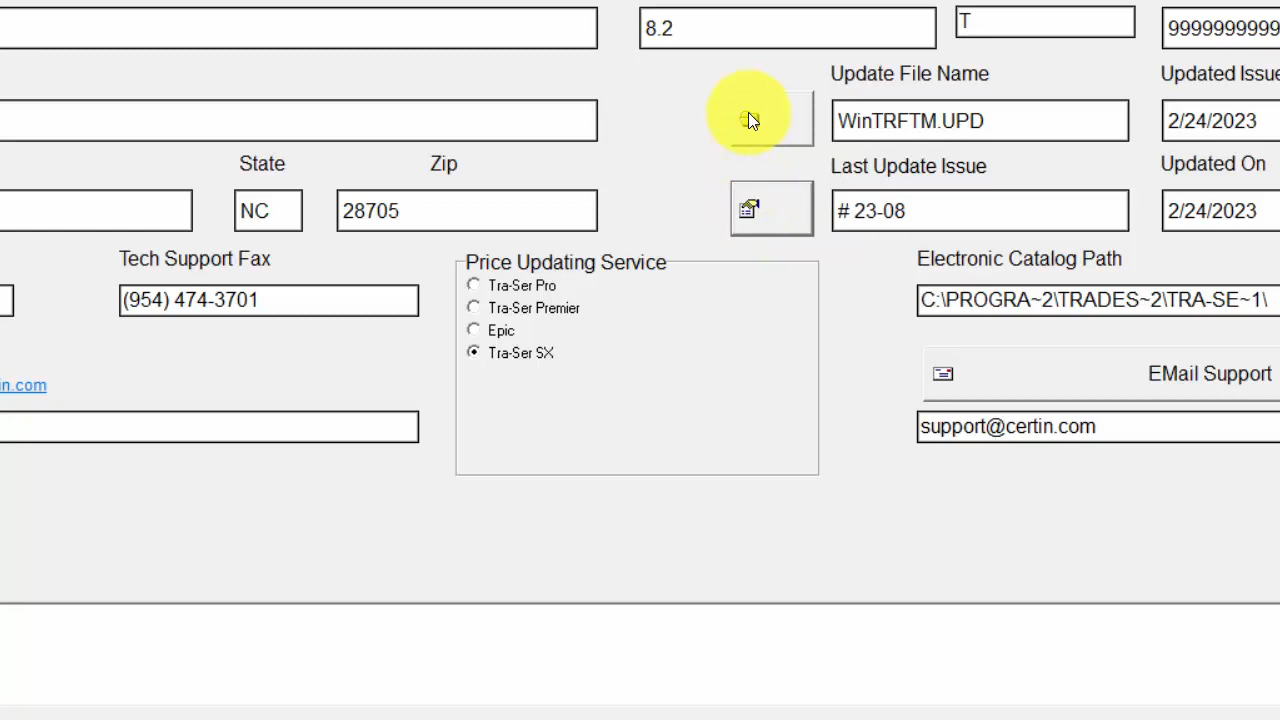 8.2
T
9999999999
Update File Name
Updated Issue
WinTRFTM.UPD
2/24/2023
State
Zip
Last Update Issue
Updated On
NC
28705
# 23-08
2/24/2023
Tech Support Fax
Price Updating Service
Electronic Catalog Path
(954) 474-3701
Tra-Ser Pro
C:\PROGRA~2\TRADES~2\TRA-SE~1\
Tra-Ser Premier
Epic
Tra-Ser SX
EMail Support
in.com
support@certin.com